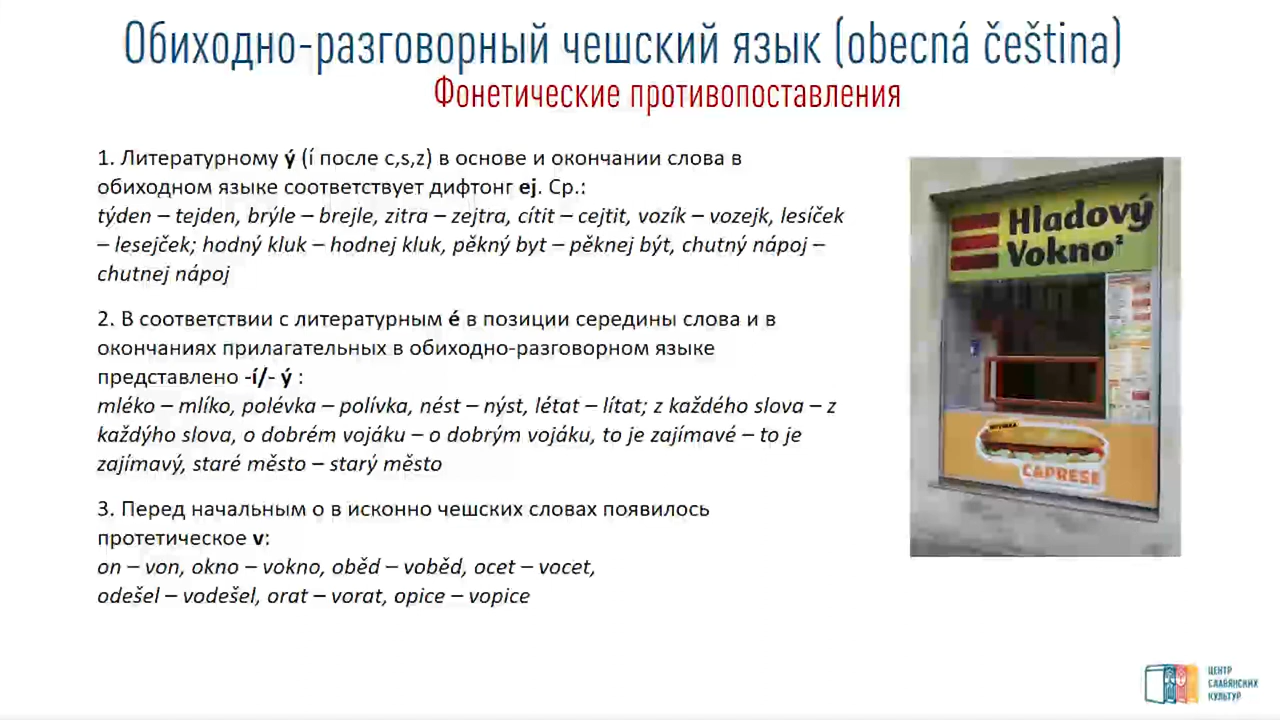 Обиходно-разговорный чешский язык (obecná čeština)
Фонетические противопоставления
1. Литературному ý (í после c,s,z) в основе и окончании слова в
обиходном языке соответствует дифтонг ej. Ср.:
týden – tejden, brýle – brejle, zitra – zejtra, cítit – cejtit, vozík – vozejk, lesíček
– lesejček; hodný kluk – hodnej kluk, pěkný byt – pěknej být, chutný nápoj –
chutnej nápoj
2. В соответствии с литературным é в позиции середины слова и в
окончаниях прилагательных в обиходно-разговорном языке
представлено -í/- ý :
mléko – mlíko, polévka – polívka, nést – nýst, létat – lítat; z každého slova – z
každýho slova, o dobrém vojáku – o dobrým vojáku, to je zajímavé – to je
zajímavý, staré město – starý město
3. Перед начальным о в исконно чешских словах появилось
протетическое v:
on – von, okno – vokno, oběd – voběd, ocet – vocet,
odešel – vodešel, orat – vorat, opice – vopice
Hladový
Vokno²
CAPRESE
ЦЕНТР
СЛАВЯНСКИХ
КУЛЬТУР